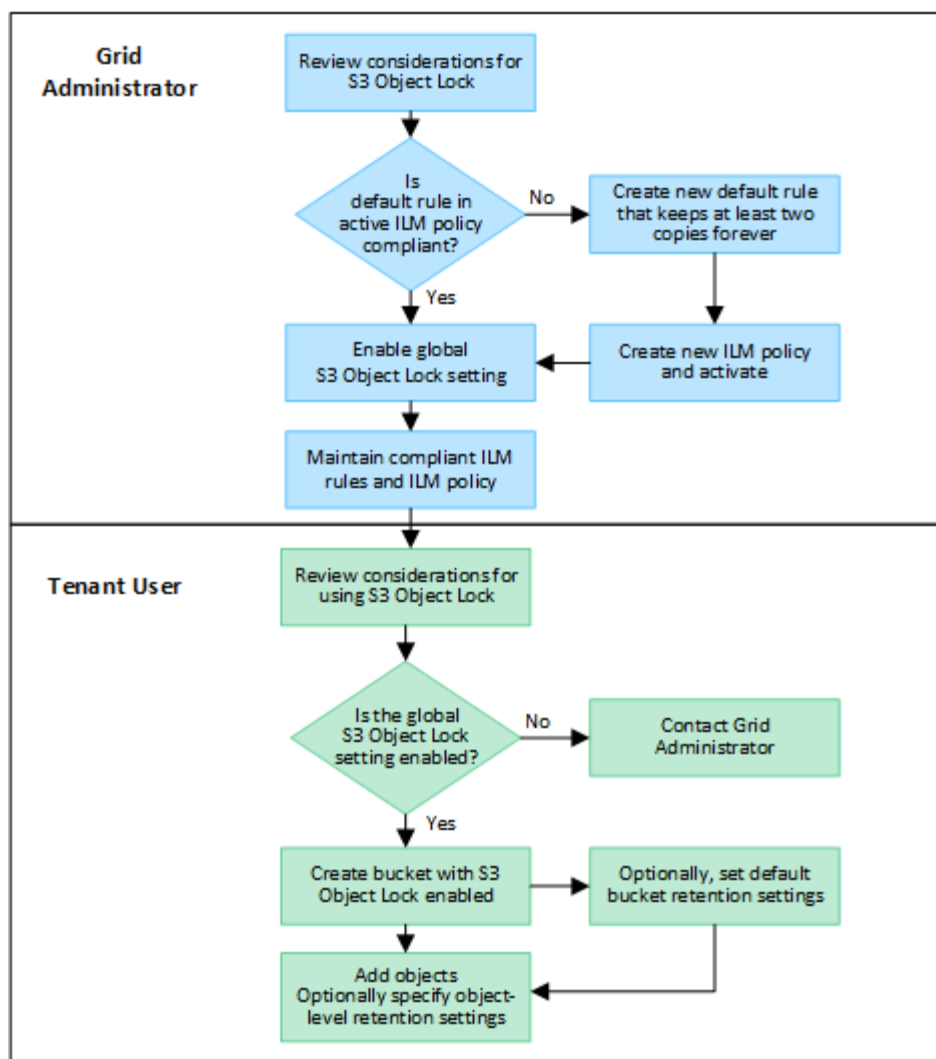 Grid
Administrator
Review considerations for
S3 Object Lock
Is
default rule in
active ILM policy
compliant?
No
Create new default rule
that keeps at least two
copies forever
Yes
Enable global
S3 Object Lock setting
Create new ILM policy
and activate
Maintain compliant ILM
rules and ILM policy
Tenant User
Review considerations for
using S3 Object Lock
Is the global
S3 Object Lock
setting enabled?
No
Contact Grid
Administrator
Yes
Create bucket with S3
Object Lock enabled
Optionally, set default
bucket retention settings
Add objects
Optionally specify object-
level retention settings